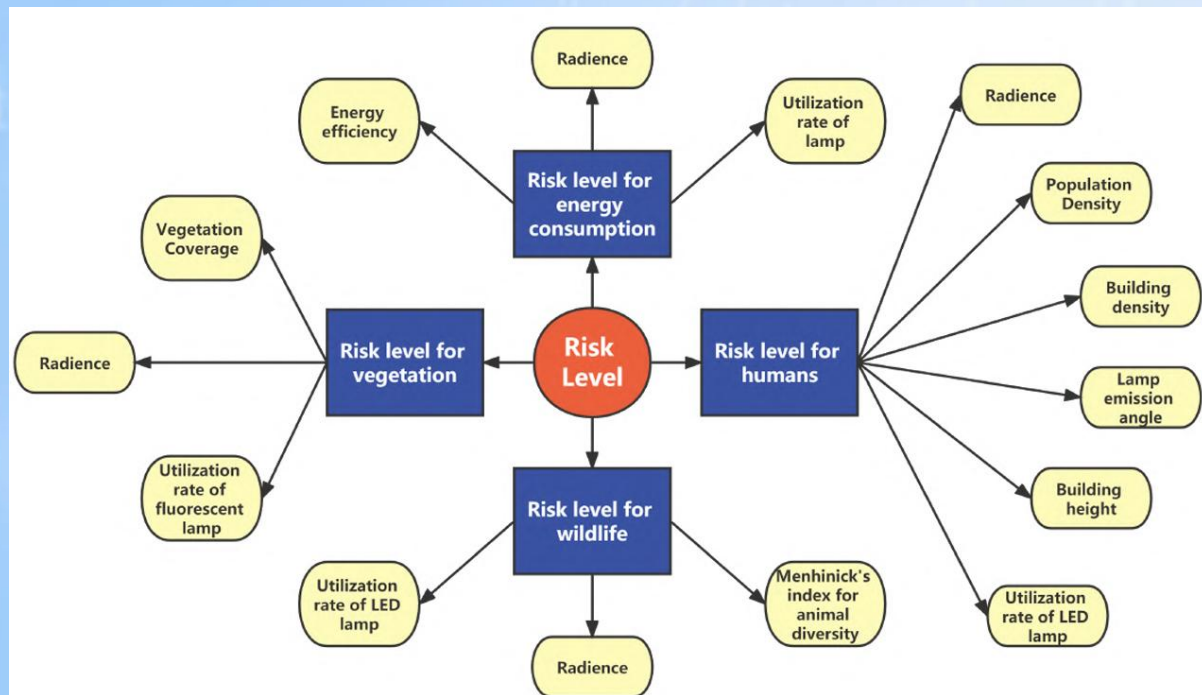 Radience
Energy
efficiency
Utilization
rate of
lamp
Risk level for
energy
consumption
Radience
Population
Density
Building
density
Lamp
emission
angle
Building
height
Utilization
rate of LED
lamp
Risk level for
humans
Risk
Level
Risk level for
vegetation
Vegetation
Coverage
Radience
Utilization
rate of
fluorescent
lamp
Risk level for
wildlife
Utilization
rate of LED
lamp
Radience
Menhinick's
index for
animal
diversity